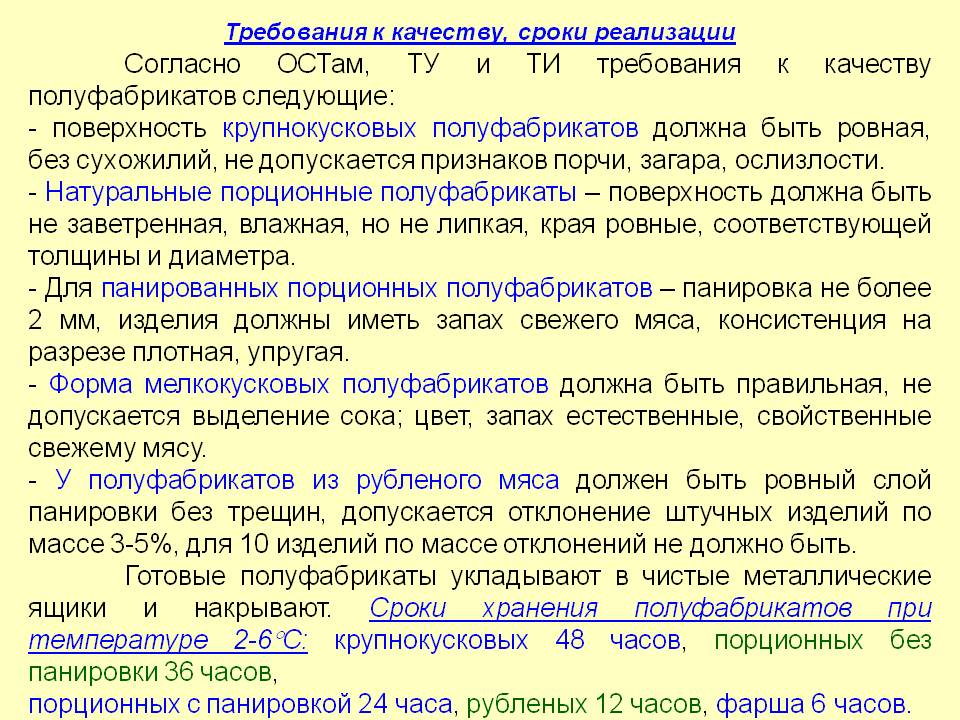 Требования к качеству, сроки реализации
Согласно ОСТам, ТУ и ТИ требования к качеству
полуфабрикатов следующие:
- поверхность крупнокусковых полуфабрикатов должна быть ровная,
без сухожилий, не допускается признаков порчи, загара, ослизлости.
- Натуральные порционные полуфабрикаты – поверхность должна быть
не заветренная, влажная, но не липкая, края ровные, соответствующей
толщины и диаметра.
- Для панированных порционных полуфабрикатов – панировка не более
2 мм, изделия должны иметь запах свежего мяса, консистенция на
разрезе плотная, упругая.
- Форма мелкокусковых полуфабрикатов должна быть правильная, не
допускается выделение сока; цвет, запах естественные, свойственные
свежему мясу.
- У полуфабрикатов из рубленого мяса должен быть ровный слой
панировки без трещин, допускается отклонение штучных изделий по
массе 3-5%, для 10 изделий по массе отклонений не должно быть.
Готовые полуфабрикаты укладывают в чистые металлические
ящики и накрывают. Сроки хранения полуфабрикатов при
температуре 2-6°С: крупнокусковых 48 часов, порционных без
панировки 36 часов,
порционных с панировкой 24 часа, рубленых 12 часов, фарша 6 часов.